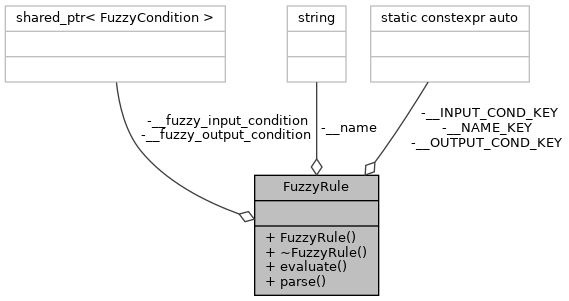 shared_ptr< FuzzyCondition >
string
static constexpr auto
-__fuzzy_input_condition
-__fuzzy_output_condition
-__name
-__INPUT_COND_KEY
-__NAME_KEY
-__OUTPUT_COND_KEY
FuzzyRule
+ FuzzyRule()
+ ~FuzzyRule()
+ evaluate()
+ parse()